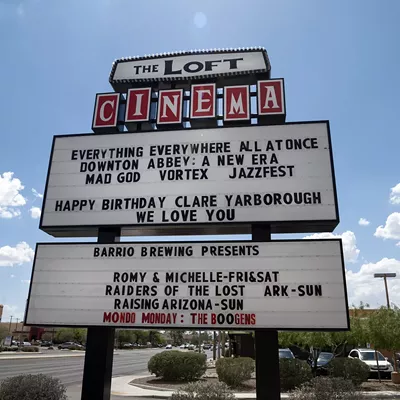 THE LOFT
CINEMA
EVERYTHING EVERYWHERE ALL AT ONCE
DOWNTON ABBEY: A NEW ERA
MAD GOD VORTEX JAZZFEST
HAPPY BIRTHDAY CLARE YARBOROUGH
WE LOVE YOU
BARRIO BREWING PRESENTS
ROMY & MICHELLE-FRI&SAT
RAIDERS OF THE LOST ARK-SUN
RAISING ARIZONA-SUN
MONDO MONDAY: THE BOOGENS